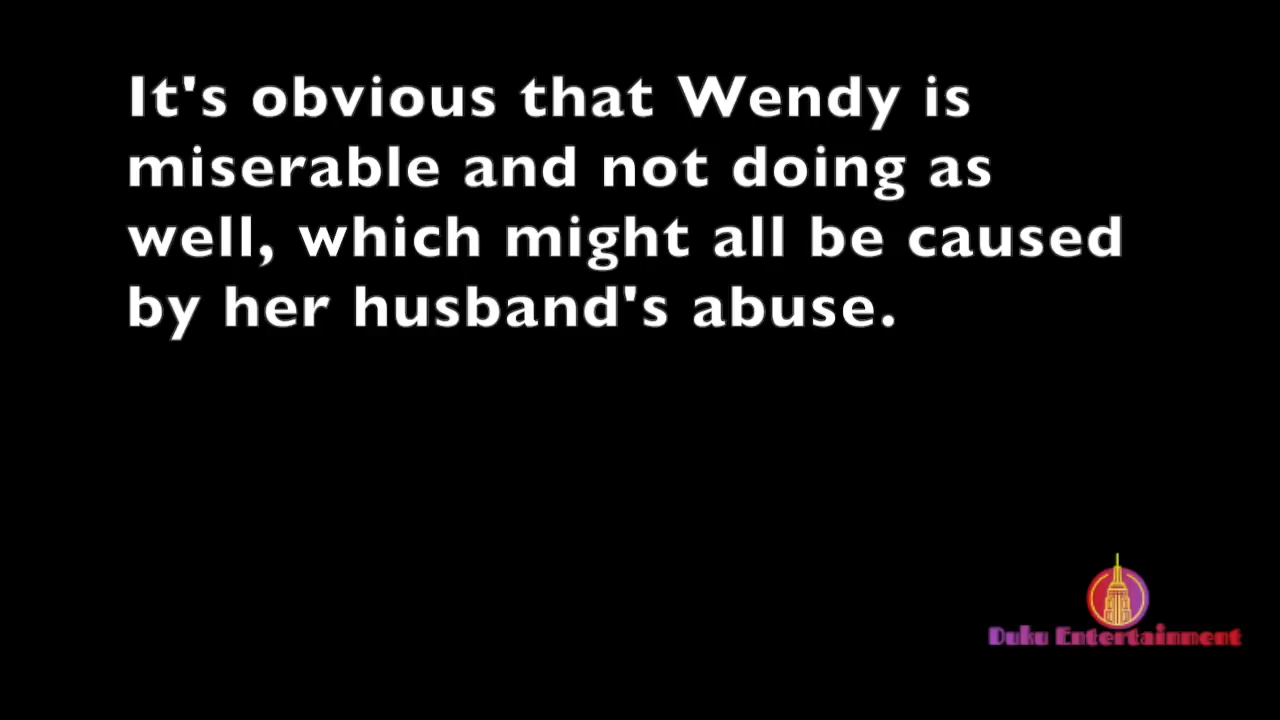 It's obvious that Wendy is
miserable and not doing as
well, which might all be caused
by her husband's abuse.
Duku Entertainment